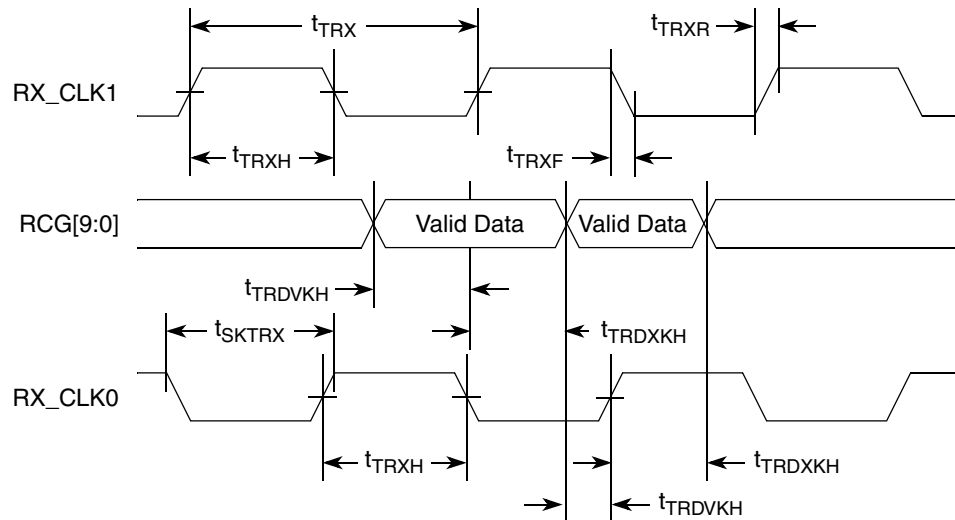 tTRX
tTRXR
RX_CLK1
tTRXH
tTRXF
RCG[9:0]
Valid Data
Valid Data
tTRDVKH
tSKTRX
tTRDXKH
RX_CLK0
tTRXH
tTRDXKH
tTRDVKH